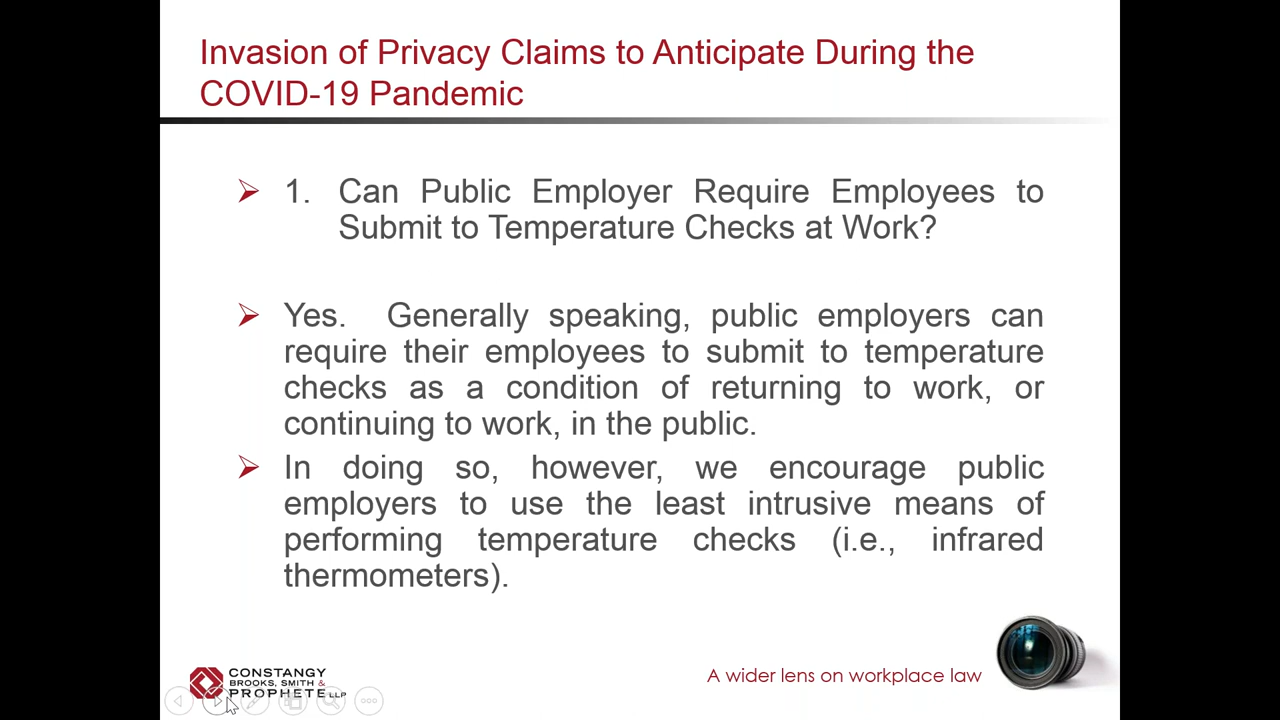 Invasion of Privacy Claims to Anticipate During the
COVID-19 Pandemic
1. Can Public Employer Require Employees to
Submit to Temperature Checks at Work?
Yes. Generally speaking, public employers can
require their employees to submit to temperature
checks as a condition of returning to work, or
continuing to work, in the public.
In doing so, however, we encourage public
employers to use the least intrusive means of
performing temperature checks (i.e., infrared
thermometers).
CONSTANGY
BROOKS, SMITH &
PROPHETE LLP
A wider lens on workplace law